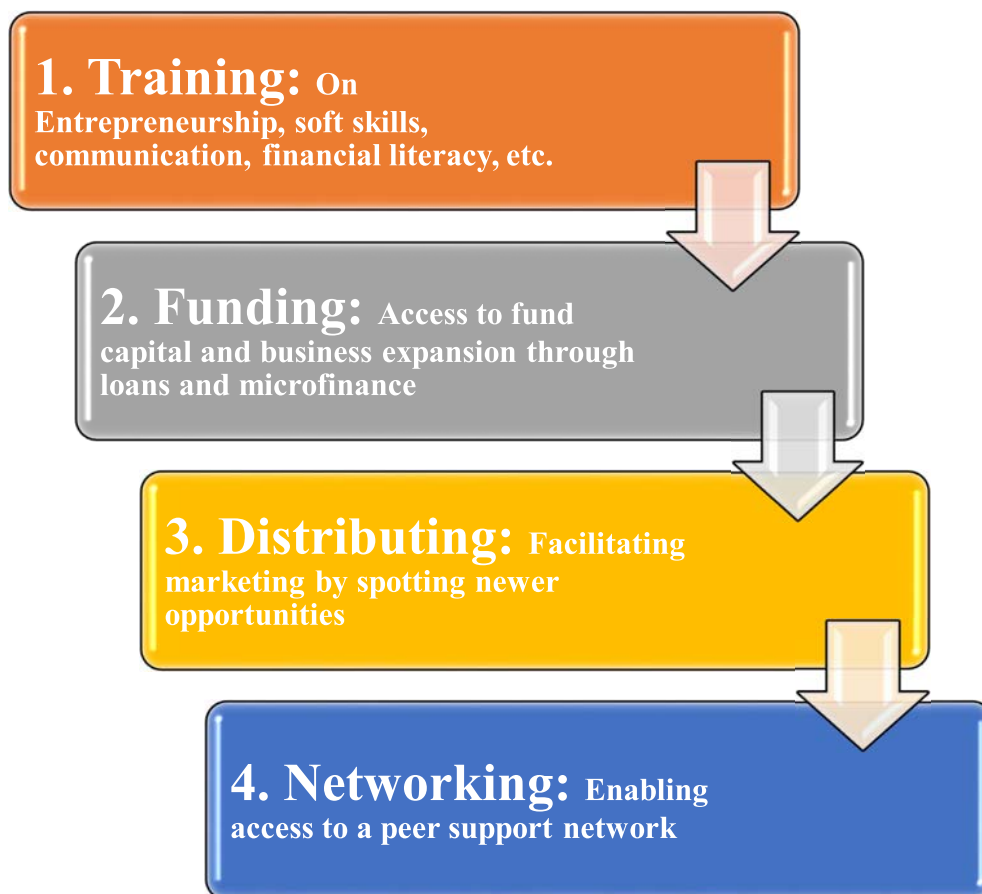 1. Training: On
Entrepreneurship, soft skills,
communication, financial literacy, etc.
2. Funding: Access to fund
capital and business expansion through
loans and microfinance
3. Distributing: Facilitating
marketing by spotting newer
opportunities
4. Networking: Enabling
access to a peer support network